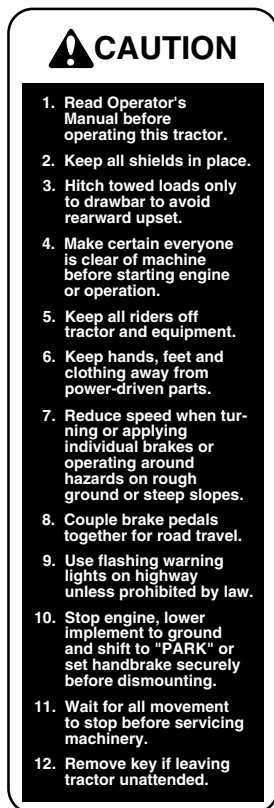 CAUTION
1. Read Operator's
Manual before
operating this tractor.
2. Keep all shields in place.
3. Hitch towed loads only
to drawbar to avoid
rearward upset.
4. Make certain everyone
is clear of machine
before starting engine
or operation.
5. Keep all riders off
tractor and equipment.
6. Keep hands, feet and
clothing away from
power-driven parts.
7. Reduce speed when tur-
ning or applying
individual brakes or
operating around
hazards on rough
ground or steep slopes.
8. Couple brake pedals
together for road travel.
9. Use flashing warning
lights on highway
unless prohibited by law.
10. Stop engine, lower
implement to ground
and shift to "PARK" or
set handbrake securely
before dismounting.
11. Wait for all movement
to stop before servicing
machinery.
12. Remove key if leaving
tractor unattended.